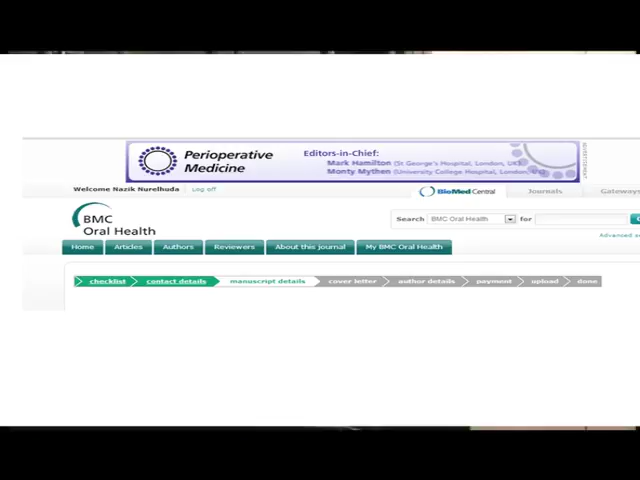 Perioperative
Medicine
Editors-in-Chief:
Mark Hamilton (St George's Hospital, London, UK)
Monty Mythen (University College Hospital, London, UK)
Welcome Nazik Nurelhuda Log off
BioMed Central Journals Gateways
BMC
Oral Health
Search BMC Oral Health for
Home Articles Authors Reviewers About this journal My BMC Oral Health
checklist contact details manuscript details cover letter author details payment upload done